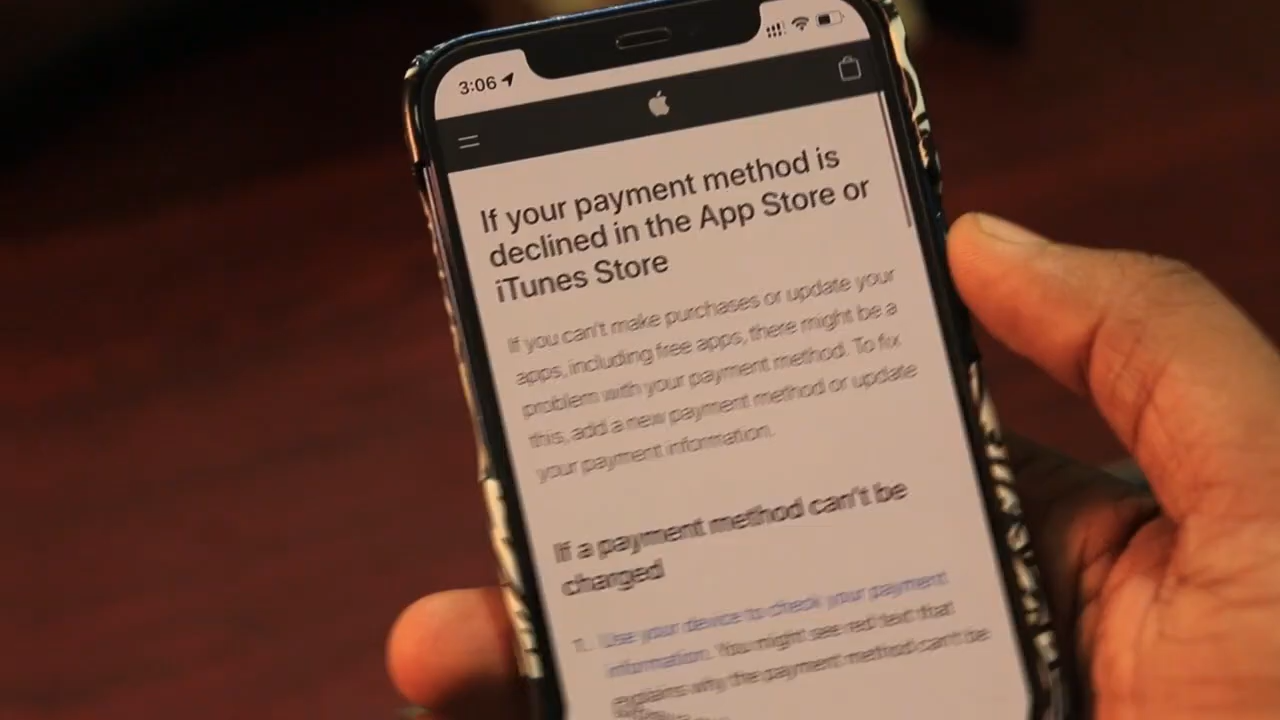 3:06
If your payment method is
declined in the App Store or
iTunes Store
If you can't make purchases or update your
apps, including free apps, there might be a
problem with your payment method. To fix
this, add a new payment method or update
your payment information.
If a payment method can't be
charged
1. Use your device to check your payment
information. You might see red text that
explains why the payment method can't be